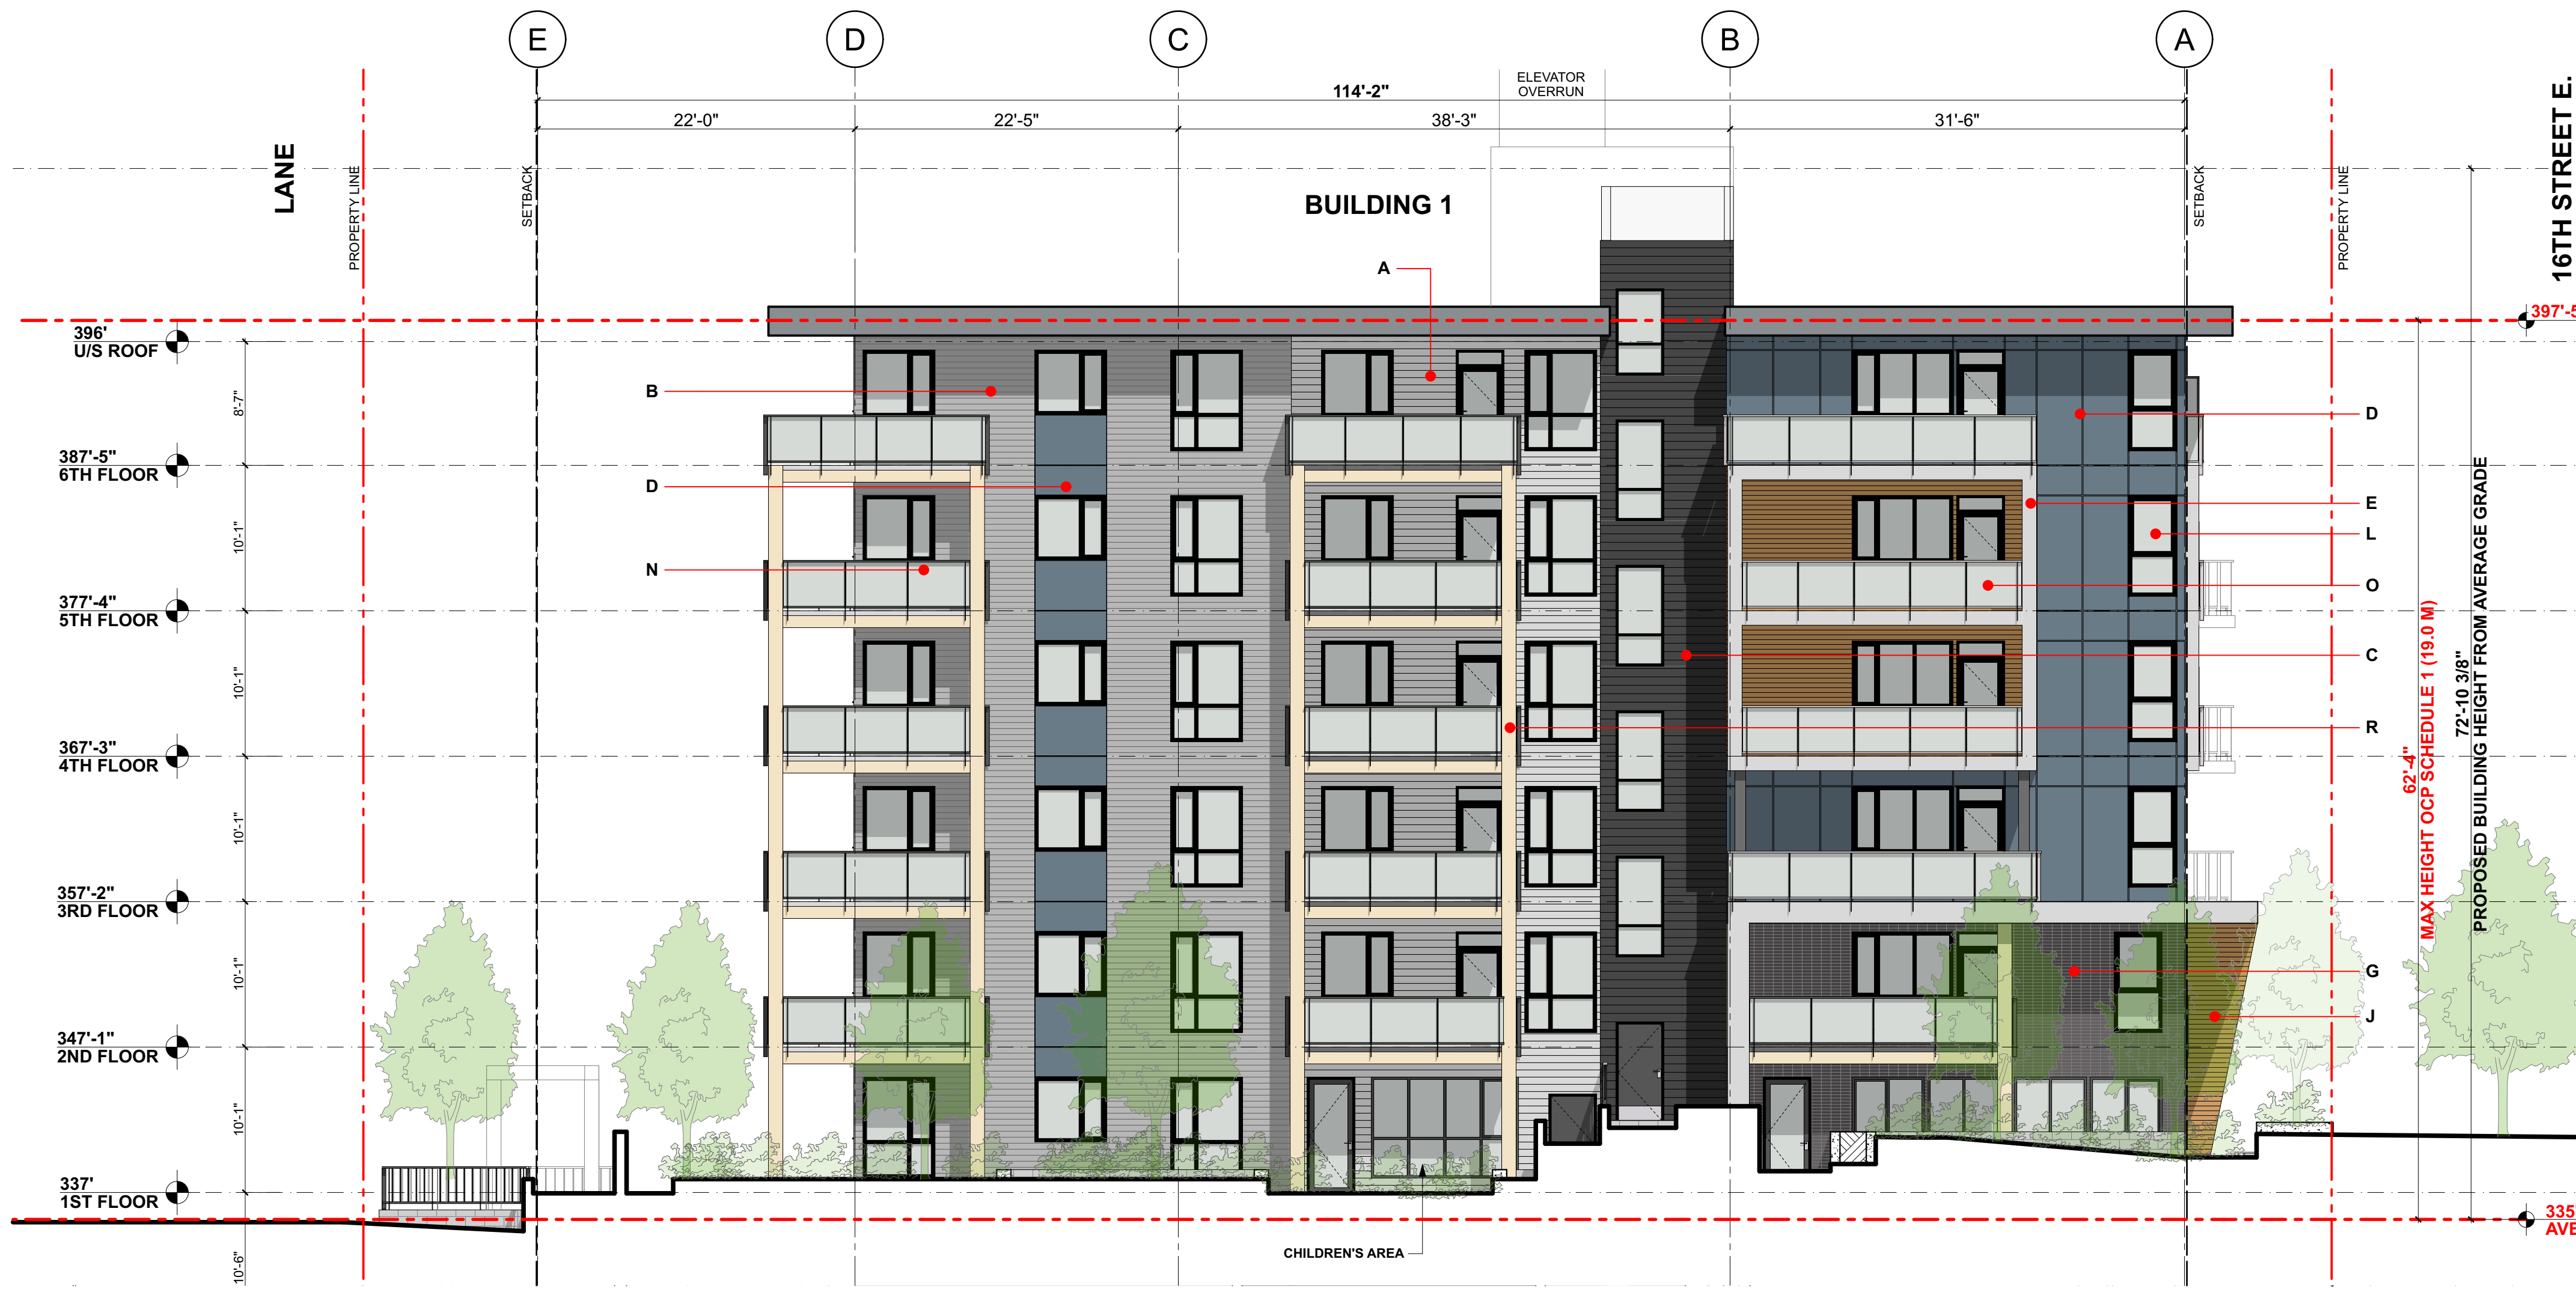 E
D
C
B
A
ELEVATOR
OVERRUN
114'-2"
22'-0"
22'-5"
38'-3"
31'-6"
LANE
PROPERTY LINE
SETBACK
BUILDING 1
SETBACK
PROPERTY LINE
16TH STREET E.
A
396'
U/S ROOF
397'-5
8'-7"
B
D
387'-5"
6TH FLOOR
D
E
10'-1"
L
N
O
377'-4"
5TH FLOOR
10'-1"
C
R
367'-3"
4TH FLOOR
62'-4"
MAX HEIGHT OCP SCHEDULE 1 (19.0 M)
72'-10 3/8"
PROPOSED BUILDING HEIGHT FROM AVERAGE GRADE
10'-1"
357'-2"
3RD FLOOR
10'-1"
G
J
347'-1"
2ND FLOOR
10'-1"
337'
1ST FLOOR
335
AVE
CHILDREN'S AREA
10'-6"